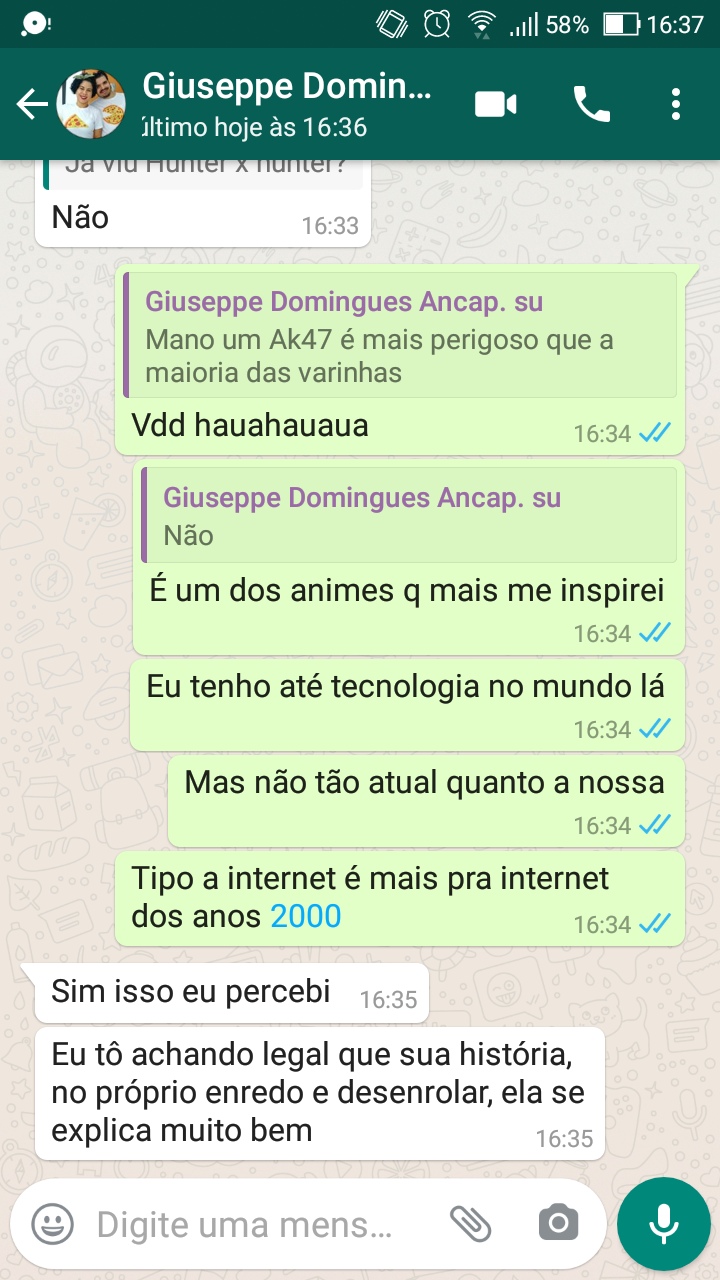 58% 16:37
Giuseppe Domin...
último hoje às 16:36
Já viu Hunter x hunter?
Não 16:33
Giuseppe Domingues Ancap. su
Mano um Ak47 é mais perigoso que a
maioria das varinhas
Vdd hauahauaua 16:34
Giuseppe Domingues Ancap. su
Não
É um dos animes q mais me inspirei
16:34
Eu tenho até tecnologia no mundo lá
16:34
Mas não tão atual quanto a nossa
16:34
Tipo a internet é mais pra internet
dos anos 2000 16:34
Sim isso eu percebi 16:35
Eu tô achando legal que sua história,
no próprio enredo e desenrolar, ela se
explica muito bem 16:35
Digite uma mens...